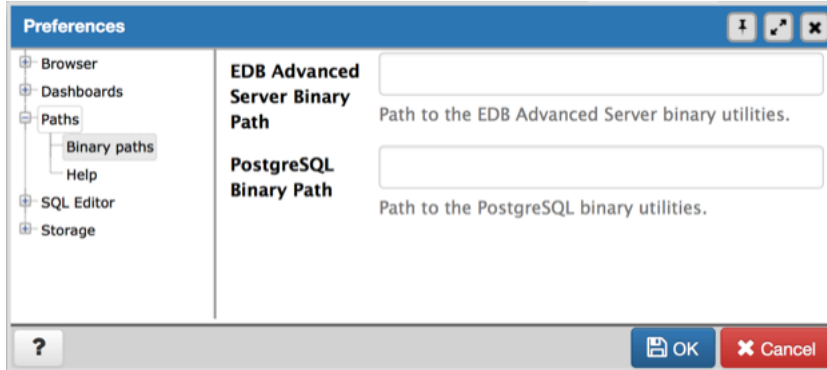 Preferences
Browser
Dashboards
Paths
Binary paths
Help
SQL Editor
Storage
EDB Advanced
Server Binary
Path
Path to the EDB Advanced Server binary utilities.
PostgreSQL
Binary Path
Path to the PostgreSQL binary utilities.
?
OK
Cancel